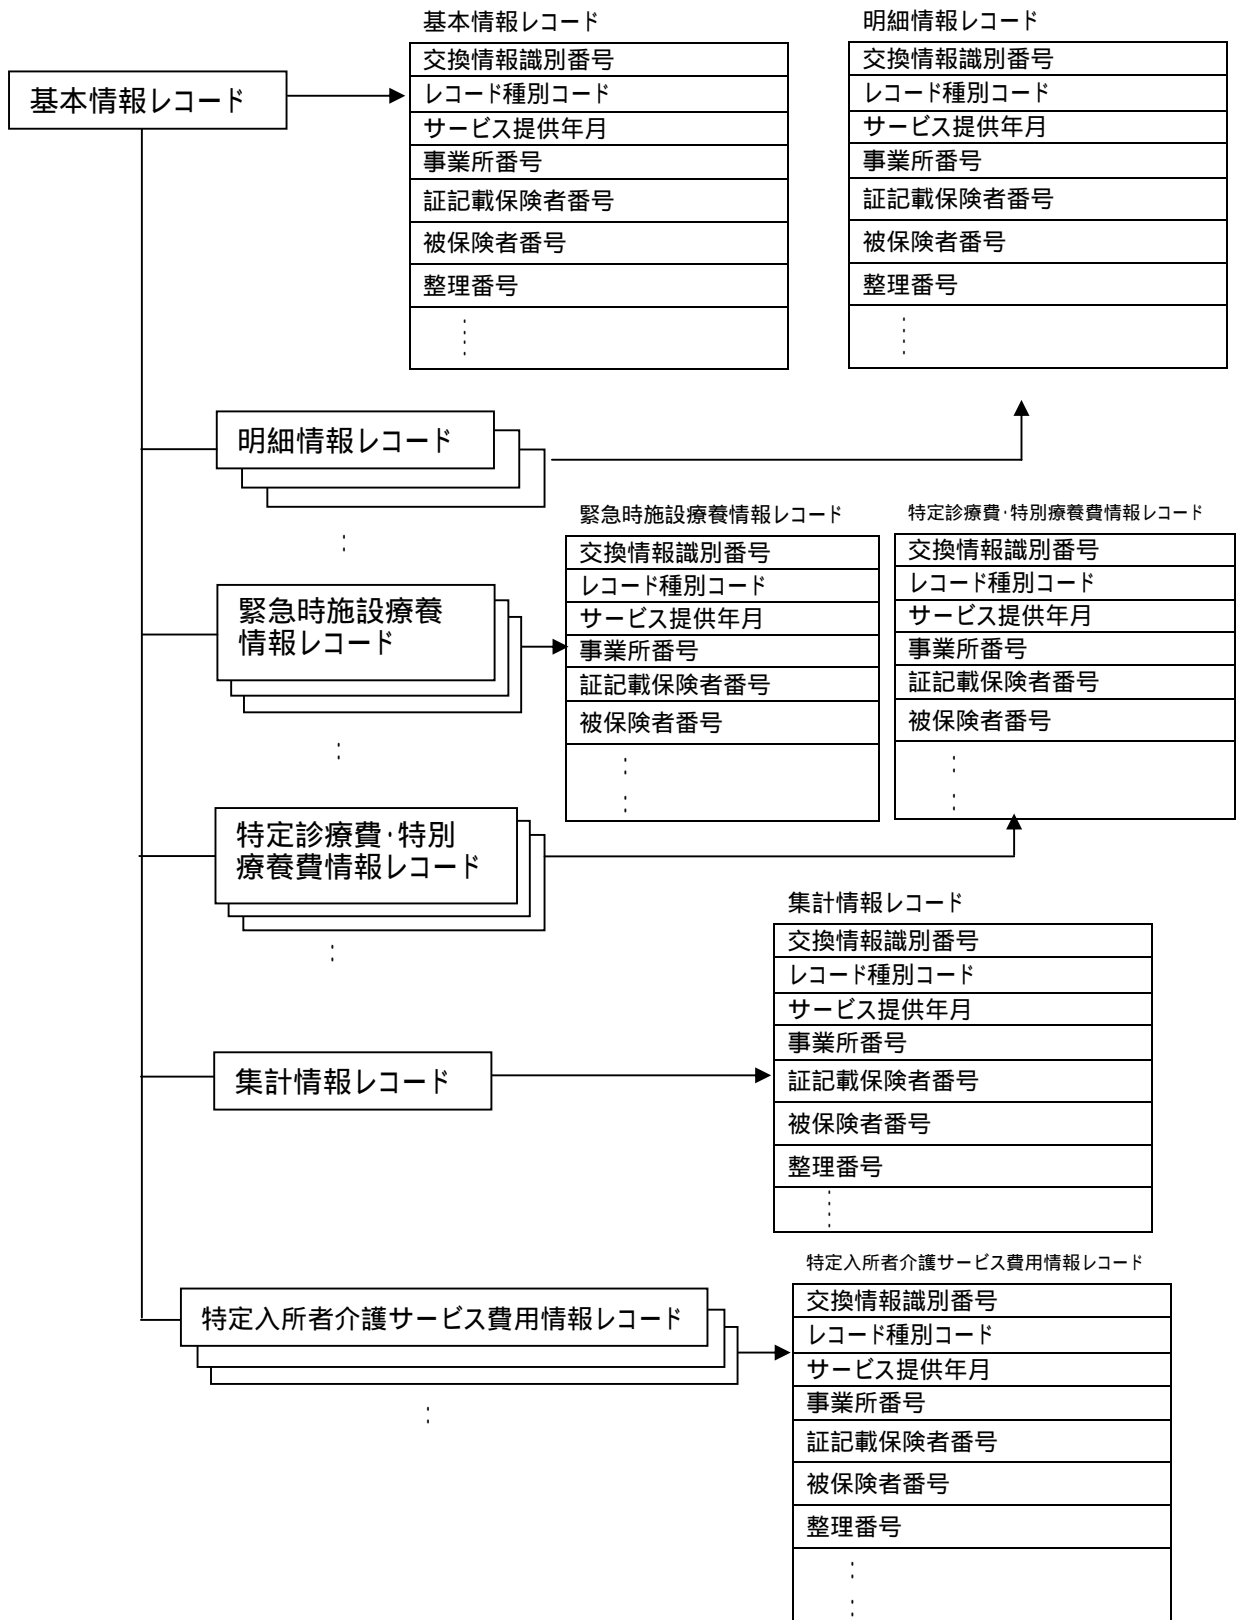 基本情報レコード
基本情報レコード
交換情報識別番号
レコード種別コード
サービス提供年月
事業所番号
証記載保険者番号
被保険者番号
整理番号
明細情報レコード
交換情報識別番号
レコード種別コード
サービス提供年月
事業所番号
証記載保険者番号
被保険者番号
整理番号
明細情報レコード
緊急時施設療養
情報レコード
緊急時施設療養情報レコード
交換情報識別番号
レコード種別コード
サービス提供年月
事業所番号
証記載保険者番号
被保険者番号
特定診療費・特別療養費情報レコード
交換情報識別番号
レコード種別コード
サービス提供年月
事業所番号
証記載保険者番号
被保険者番号
特定診療費・特別
療養費情報レコード
集計情報レコード
集計情報レコード
交換情報識別番号
レコード種別コード
サービス提供年月
事業所番号
証記載保険者番号
被保険者番号
整理番号
特定入所者介護サービス費用情報レコード
特定入所者介護サービス費用情報レコード
交換情報識別番号
レコード種別コード
サービス提供年月
事業所番号
証記載保険者番号
被保険者番号
整理番号